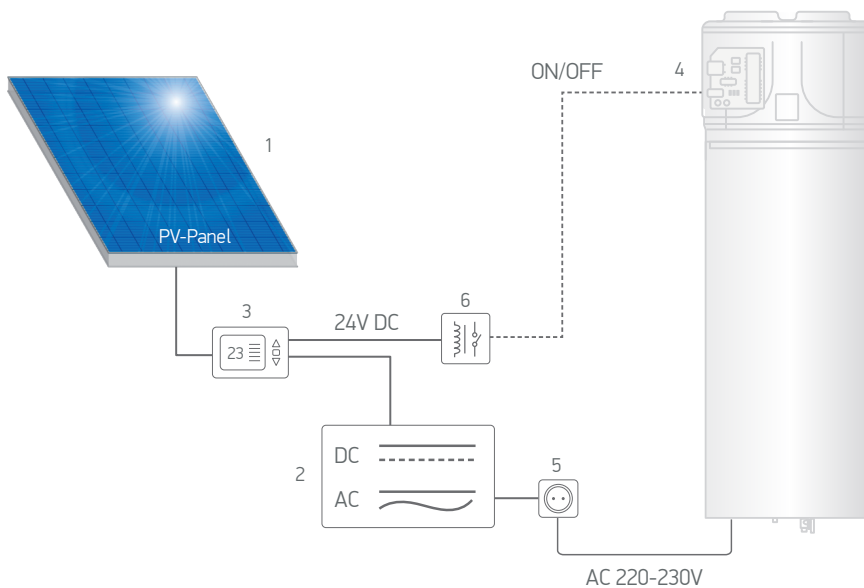 ON/OFF
4
1
PV-Panel
3
6
24V DC
23
DC
2
AC
5
AC 220-230V